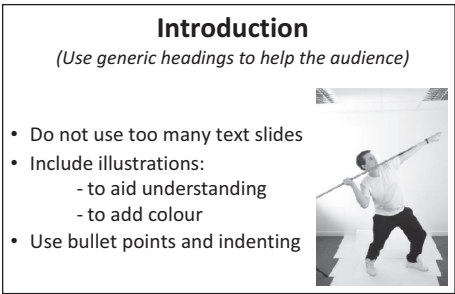 Introduction
(Use generic headings to help the audience)
• Do not use too many text slides
• Include illustrations:
- to aid understanding
- to add colour
• Use bullet points and indenting